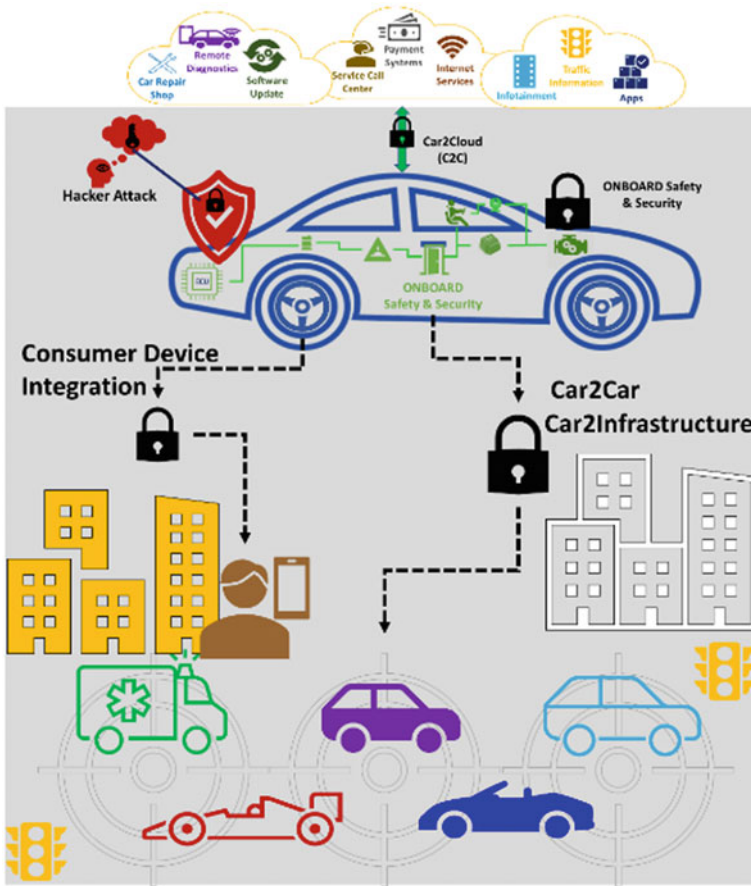 Car Repair
Shop
Remote
Diagnostics
Software
Update
Service Call
Center
Payment
Systems
Internet
Services
Infotainment
Traffic
Information
Apps
Hacker Attack
Car2Cloud
(C2C)
ONBOARD Safety
& Security
ECU
ONBOARD
Safety & Security
Consumer Device
Integration
Car2Car
Car2Infrastructure